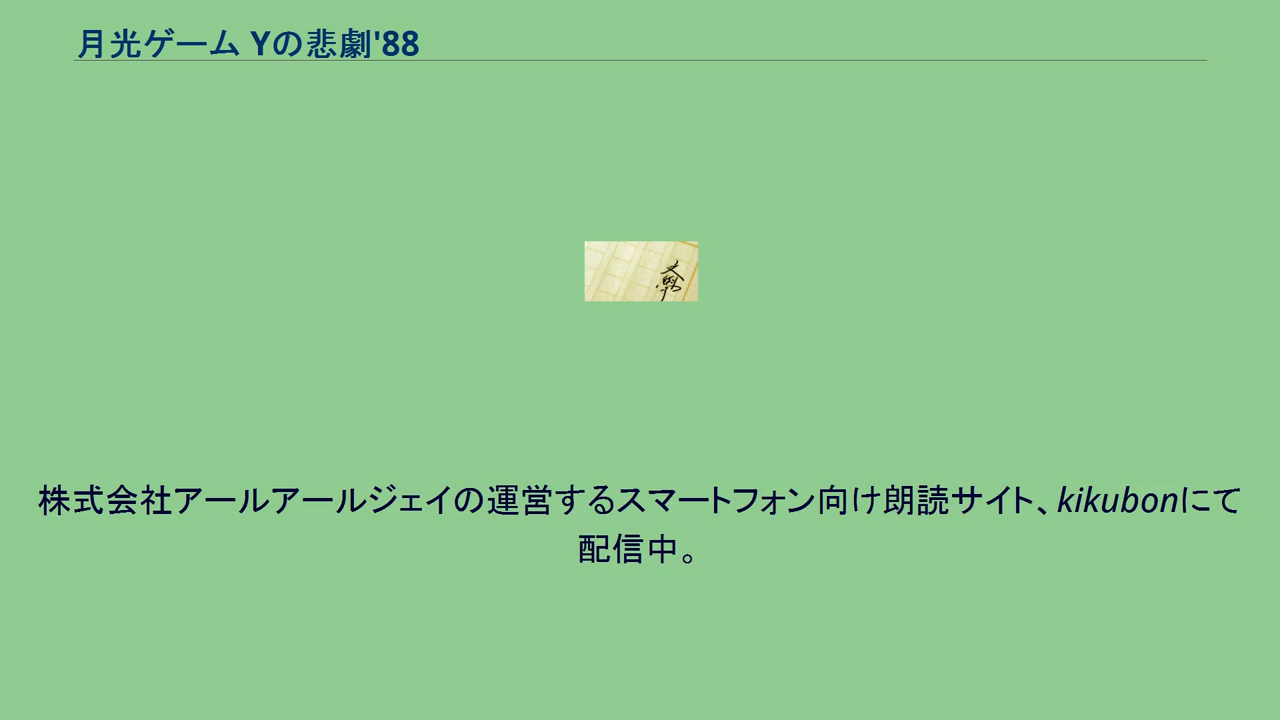 月光ゲーム Yの悲劇'88
株式会社アールアールジェイの運営するスマートフォン向け朗読サイト、kikubonにて
配信中。